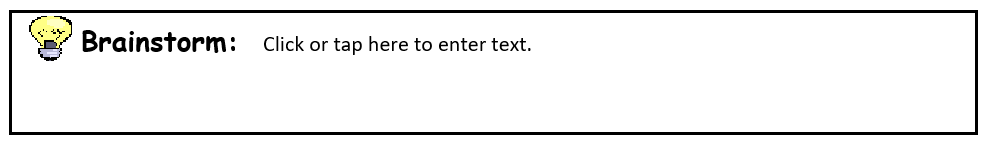 Brainstorm: Click or tap here to enter text.